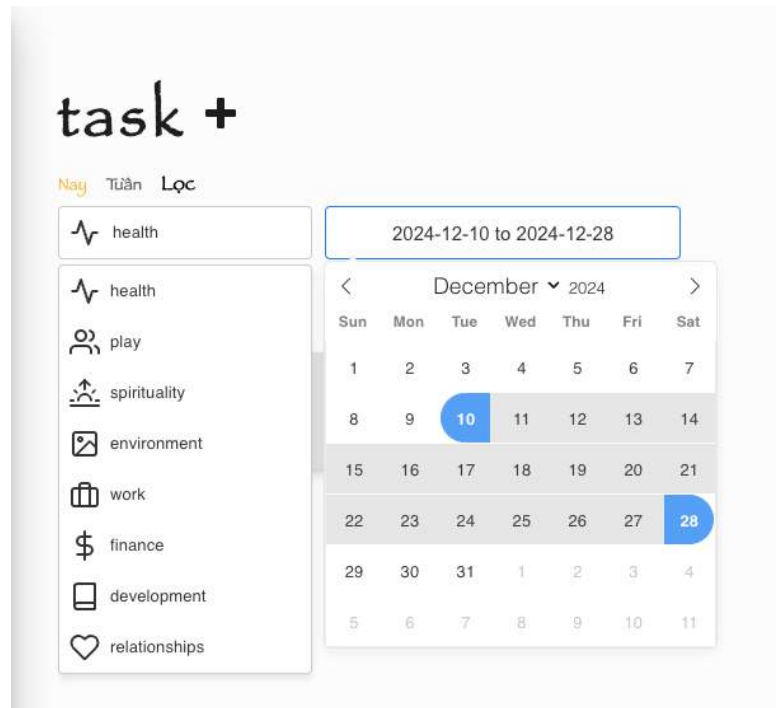 task +
Nay Tuần Lọc
health
2024-12-10 to 2024-12-28
health
play
spirituality
environment
work
finance
development
relationships
December 2024
Sun Mon Tue Wed Thu Fri Sat
1 2 3 4 5 6 7
8 9 10 11 12 13 14
15 16 17 18 19 20 21
22 23 24 25 26 27 28
29 30 31 1 2 3 4
5 6 7 8 9 10 11